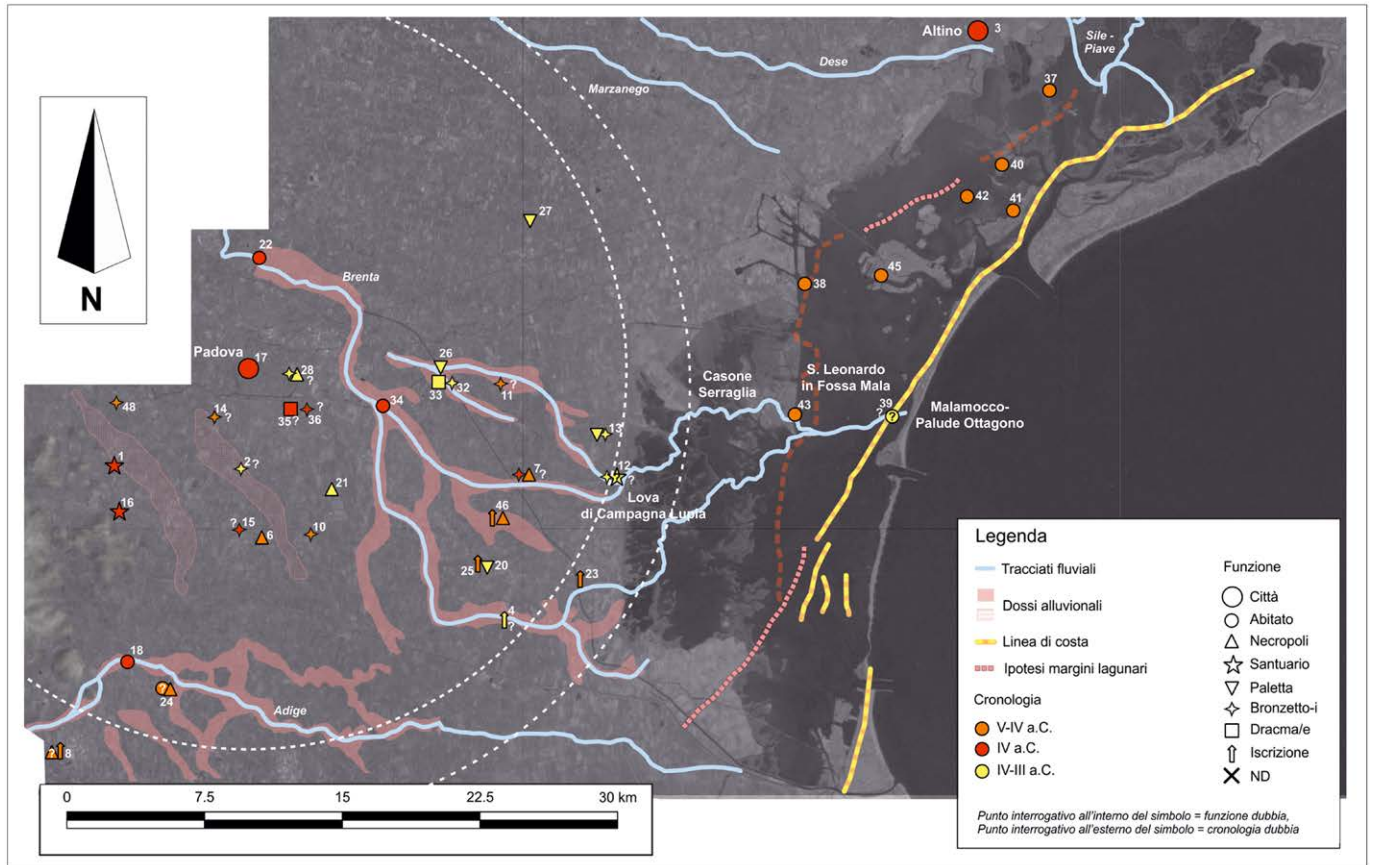 Altino
3
Sile -
Piave
Dese
Marzanego
37
40
42
41
27
22
Brenta
45
38
Padova
17
28
?
26
33
32
11
?
34
48
14
?
35?
36
?
Casone
Serraglia
S. Leonardo
in Fossa Mala
39
?
?
43
Malamocco-
Palude Ottagono
13
1
2?
7?
12
?
21
Lova
di Campagna Lupia
16
46
?
15
6
10
25
20
23
4
?
18
?
24
Adige
?
8
N
0
7.5
15
22.5
30 km
Legenda
Tracciati fluviali
Dossi alluvionali
Linea di costa
Ipotesi margini lagunari
Cronologia
V-IV a.C.
IV a.C.
IV-III a.C.
Funzione
Città
Abitato
Necropoli
Santuario
Paletta
Bronzetto-i
Dracma/e
Iscrizione
ND
Punto interrogativo all'interno del simbolo = funzione dubbia,
Punto interrogativo all'esterno del simbolo = cronologia dubbia